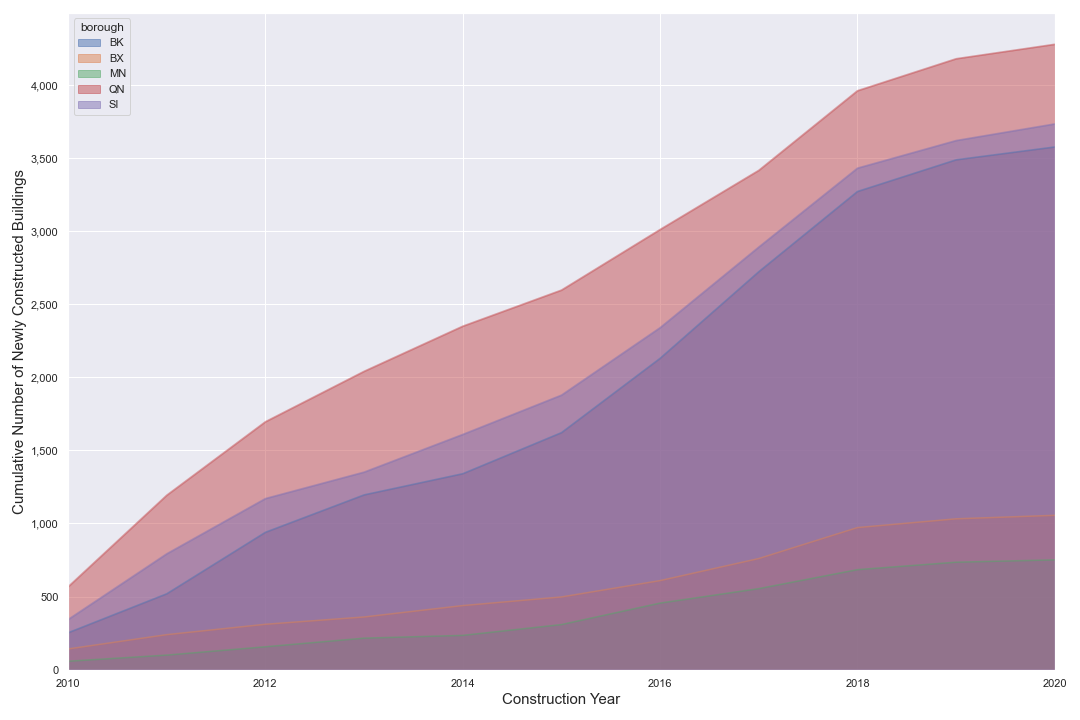 borough
BK
BX
MN
QN
SI
Cumulative Number of Newly Constructed Buildings
4,000
3,500
3,000
2,500
2,000
1,500
1,000
500
0
2010 2012 2014 2016 2018 2020
Construction Year